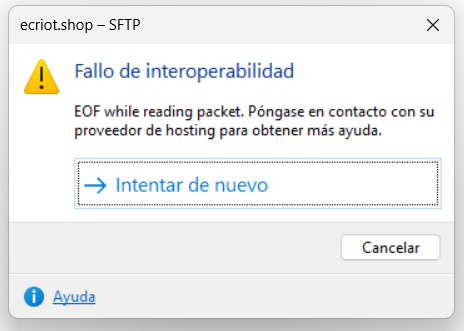 ecriot.shop – SFTP
Fallo de interoperabilidad
EOF while reading packet. Póngase en contacto con su
proveedor de hosting para obtener más ayuda.
Intentar de nuevo
Cancelar
Ayuda